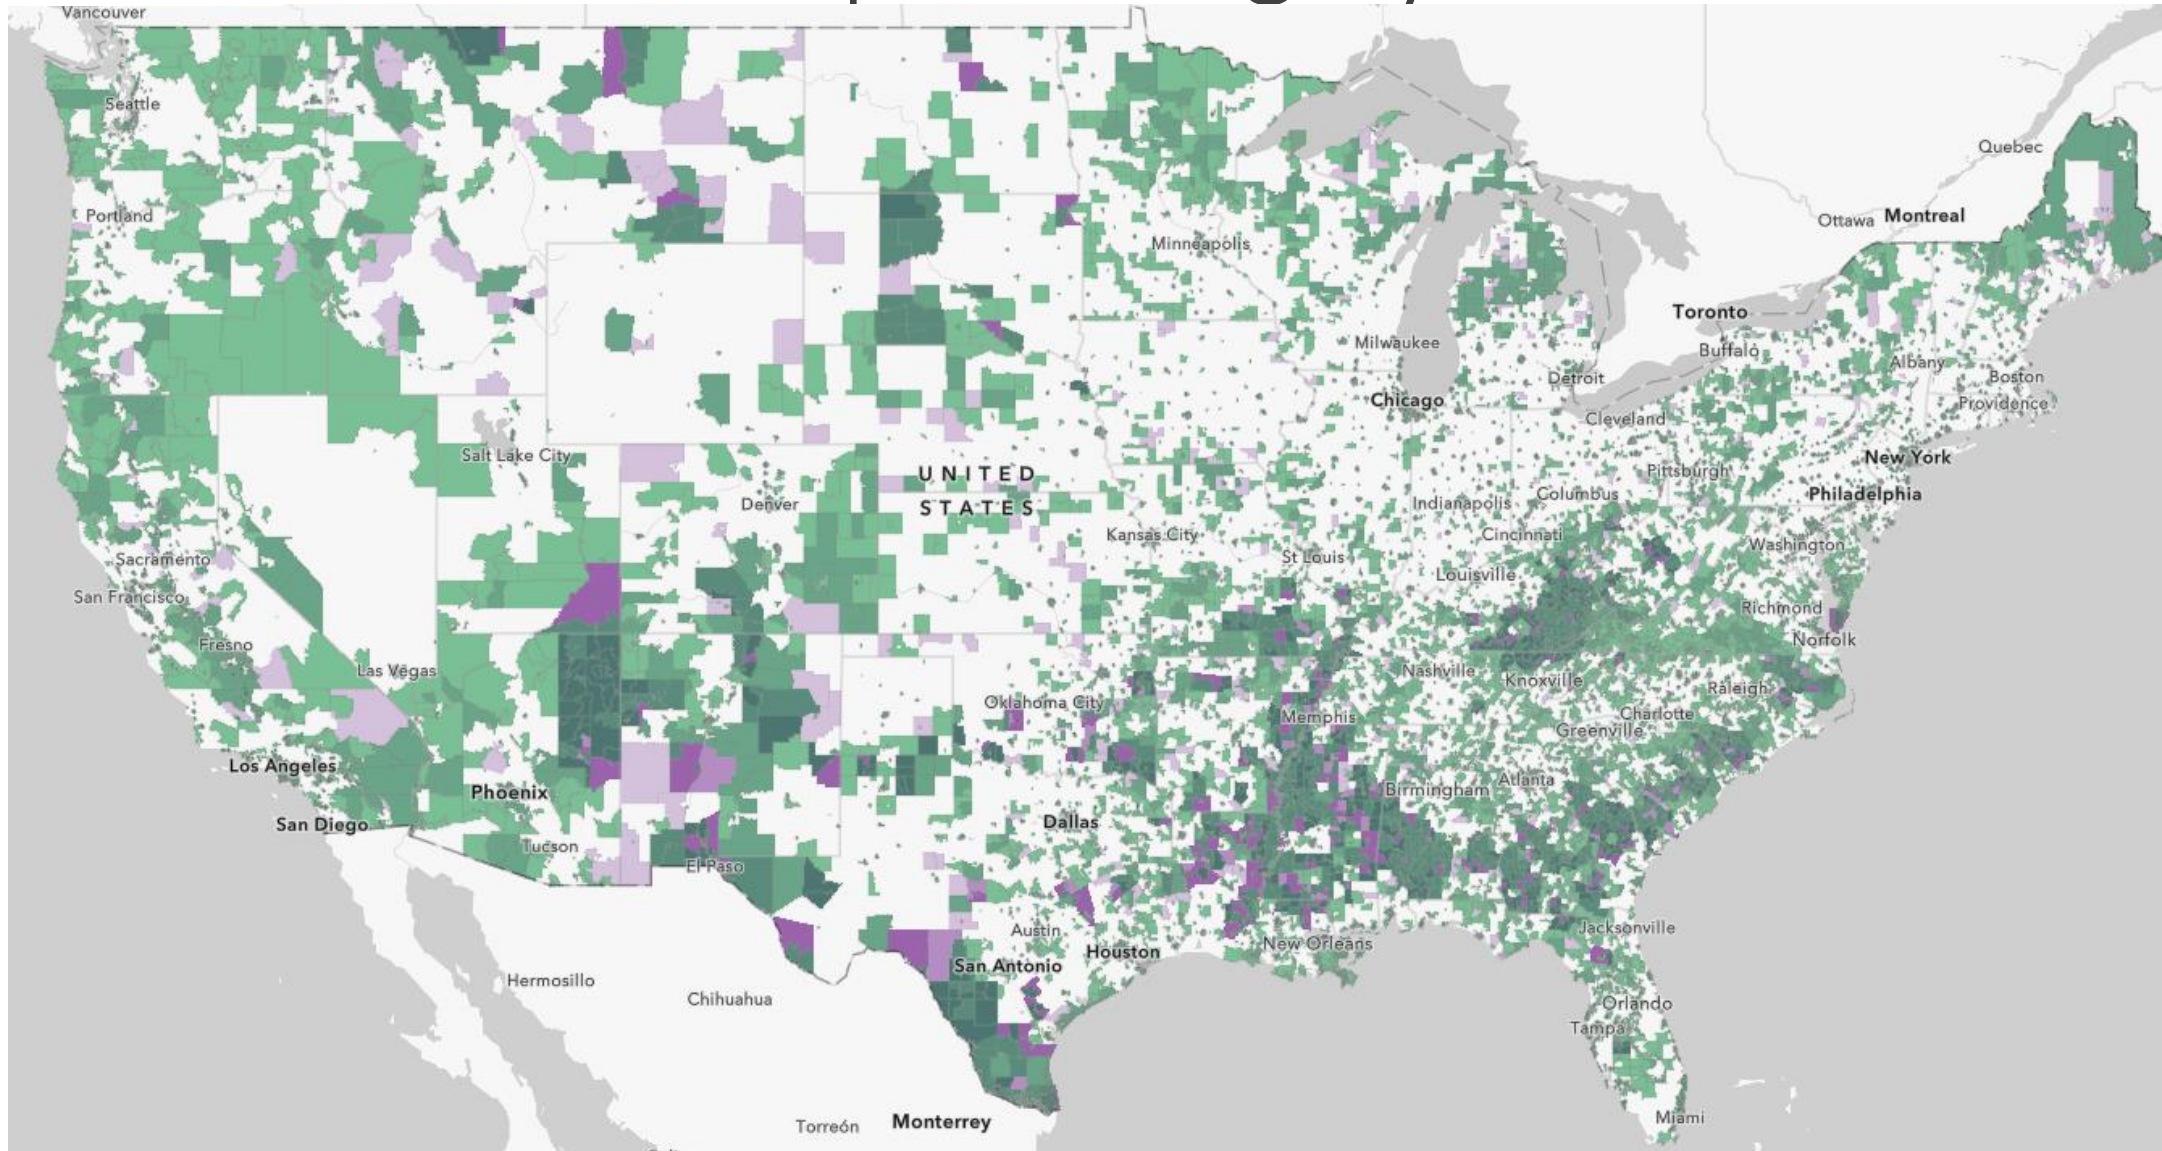 Vancouver
Seattle
Quebec
Portland
Ottawa
Montreal
Minneapolis
Toronto
Milwaukee
Buffalo
Albany
Boston
Detroit
Chicago
Providence
Cleveland
Salt Lake City
UNITED
STATES
New York
Pittsburgh
Denver
Indianapolis
Columbus
Philadelphia
Kansas City
Cincinnati
Washington
Sacramento
St Louis
Louisville
San Francisco
Richmond
Fresno
Norfolk
Las Vegas
Nashville
Knoxville
Raleigh
Oklahoma City
Memphis
Charlotte
Greenville
Los Angeles
Phoenix
Birmingham
Atlanta
San Diego
Dallas
Tucson
El Paso
Austin
Jacksonville
New Orleans
Houston
San Antonio
Hermosillo
Chihuahua
Orlando
Tampa
Miami
Torreón
Monterrey